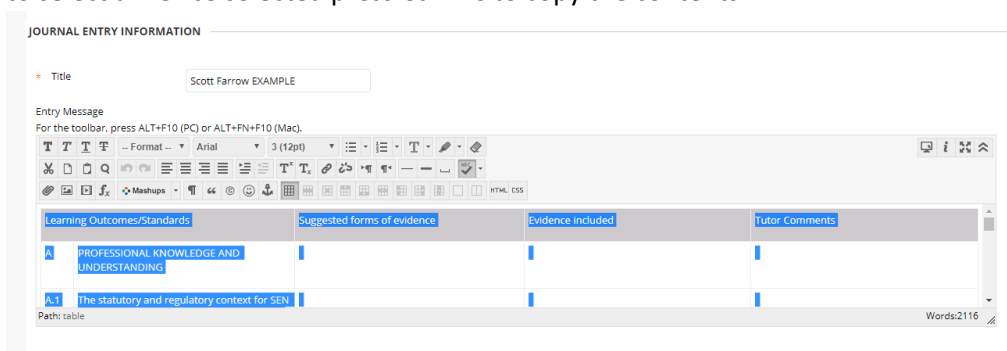 JOURNAL ENTRY INFORMATION
* Title
Scott Farrow EXAMPLE
Entry Message
For the toolbar, press ALT+F10 (PC) or ALT+FN+F10 (Mac).
T T T T -- Format -- Arial 3 (12pt) T
Mashups HTML CSS
Learning Outcomes/Standards Suggested forms of evidence Evidence included Tutor Comments
A PROFESSIONAL KNOWLEDGE AND
UNDERSTANDING
A.1 The statutory and regulatory context for SEN
Path: table Words:2116